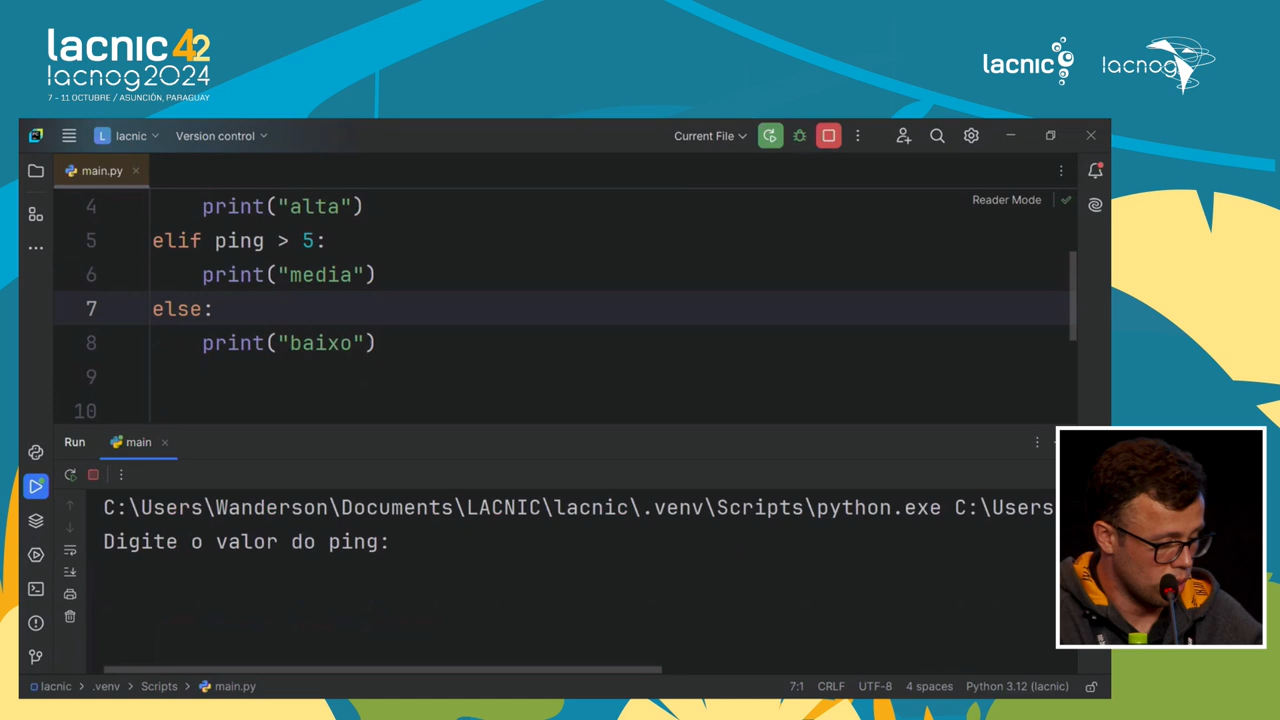 lacnic 42
lacnog2024
7 - 11 OCTUBRE / ASUNCIÓN, PARAGUAY
lacnic
lacnog
L lacnic
Version control
Current File
main.py
Reader Mode
4 print("alta")
5 elif ping > 5:
6 print("media")
7 else:
8 print("baixo")
9
10
Run
main
C:\Users\Wanderson\Documents\LACNIC\lacnic\.venv\Scripts\python.exe C:\Users
Digite o valor do ping:
lacnic
.venv
Scripts
main.py
7:1
CRLF
UTF-8
4 spaces
Python 3.12 (lacnic)